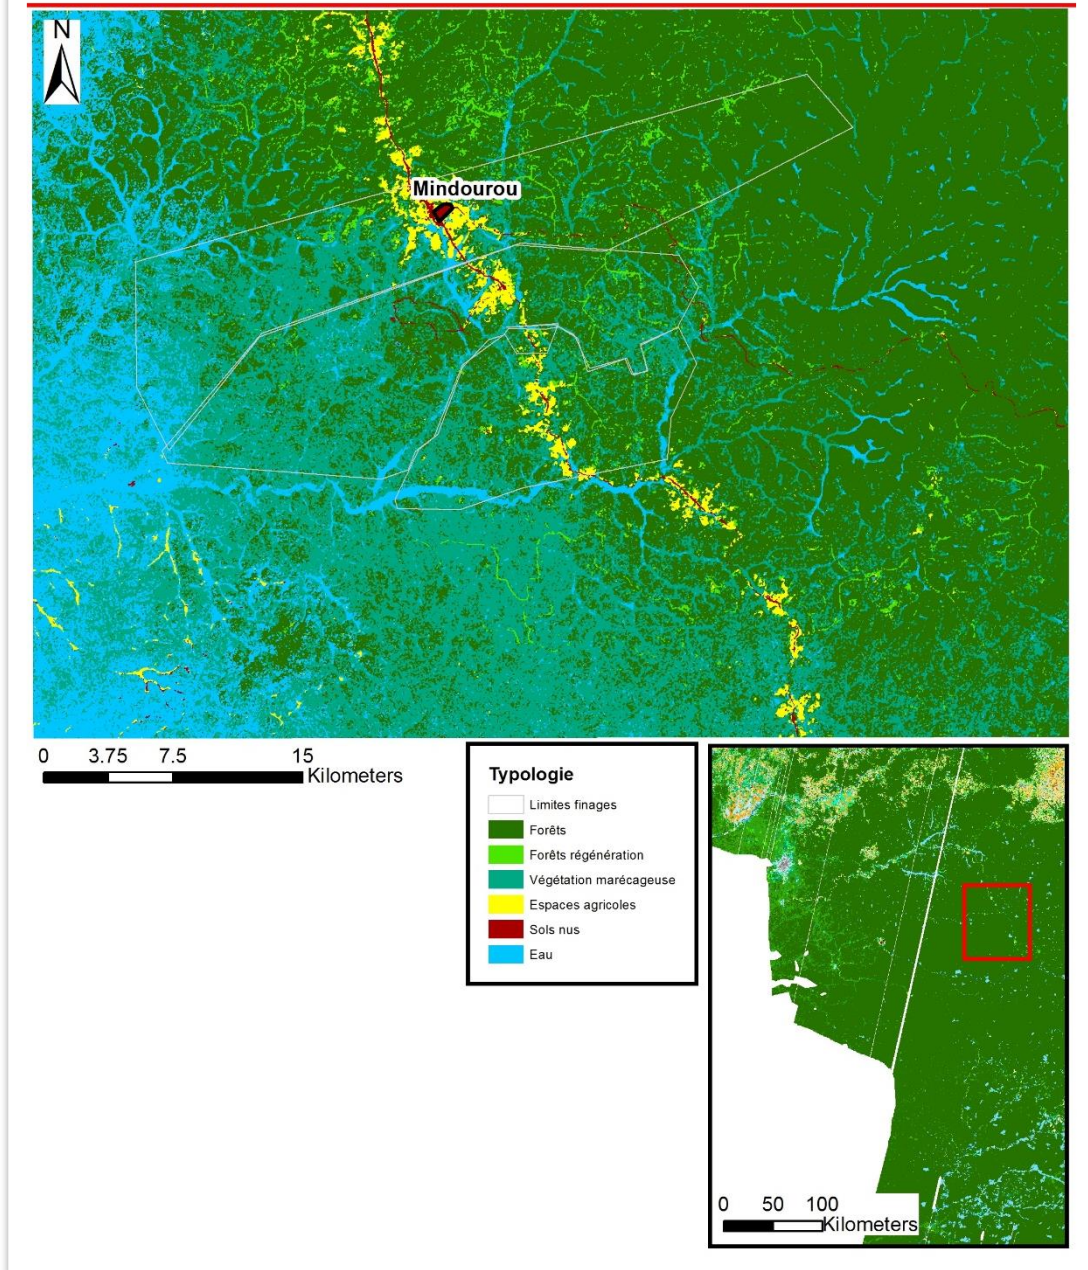 N
Mindourou
0 3.75 7.5 15
Kilometers
Typologie
Limites finages
Forêts
Forêts régénération
Végétation marécageuse
Espaces agricoles
Sols nus
Eau
0 50 100
Kilometers